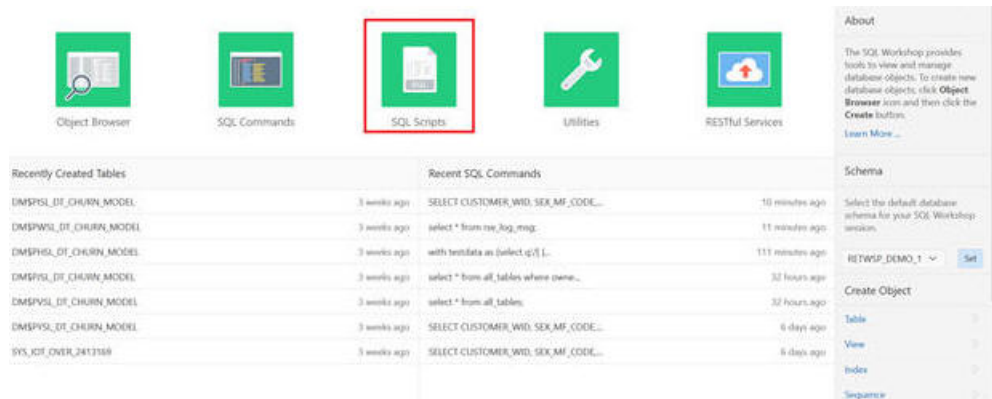 Object Browser
SQL Commands
SQL
SQL Scripts
Utilities
RESTful Services
Recently Created Tables
DM$PISL_DT_CHURN_MODEL 3 weeks ago
DM$PWSL_DT_CHURN_MODEL 3 weeks ago
DM$PHSL_DT_CHURN_MODEL 3 weeks ago
3 weeks ago
DM$PVSL_DT_CHURN_MODEL 3 weeks ago
DM$PYSL_DT_CHURN_MODEL 3 weeks ago
SYS_IOT_OVER_2413169 3 weeks ago
Recent SQL Commands
SELECT CUSTOMER_WID, SEX_MF_CODE,... 10 minutes ago
select * from rse_log_msg; 11 minutes ago
with testdata as (select 111 minutes ago
select * from all_tables where owne... 32 hours ago
select * from all_tables; 32 hours ago
SELECT CUSTOMER_WID, SEX_MF_CODE,... 6 days ago
SELECT CUSTOMER_WID, SEX_MF_CODE,... 6 days ago
About
The SQL Workshop provides
tools to view and manage
database objects. To create new
database objects, click Object
Browser icon and then click the
Create button.
Learn More ...
Schema
Select the default database
schema for your SQL Workshop
session.
RETWSP_DEMO_1 Set
Create Object
Table
View
Index
Sequence